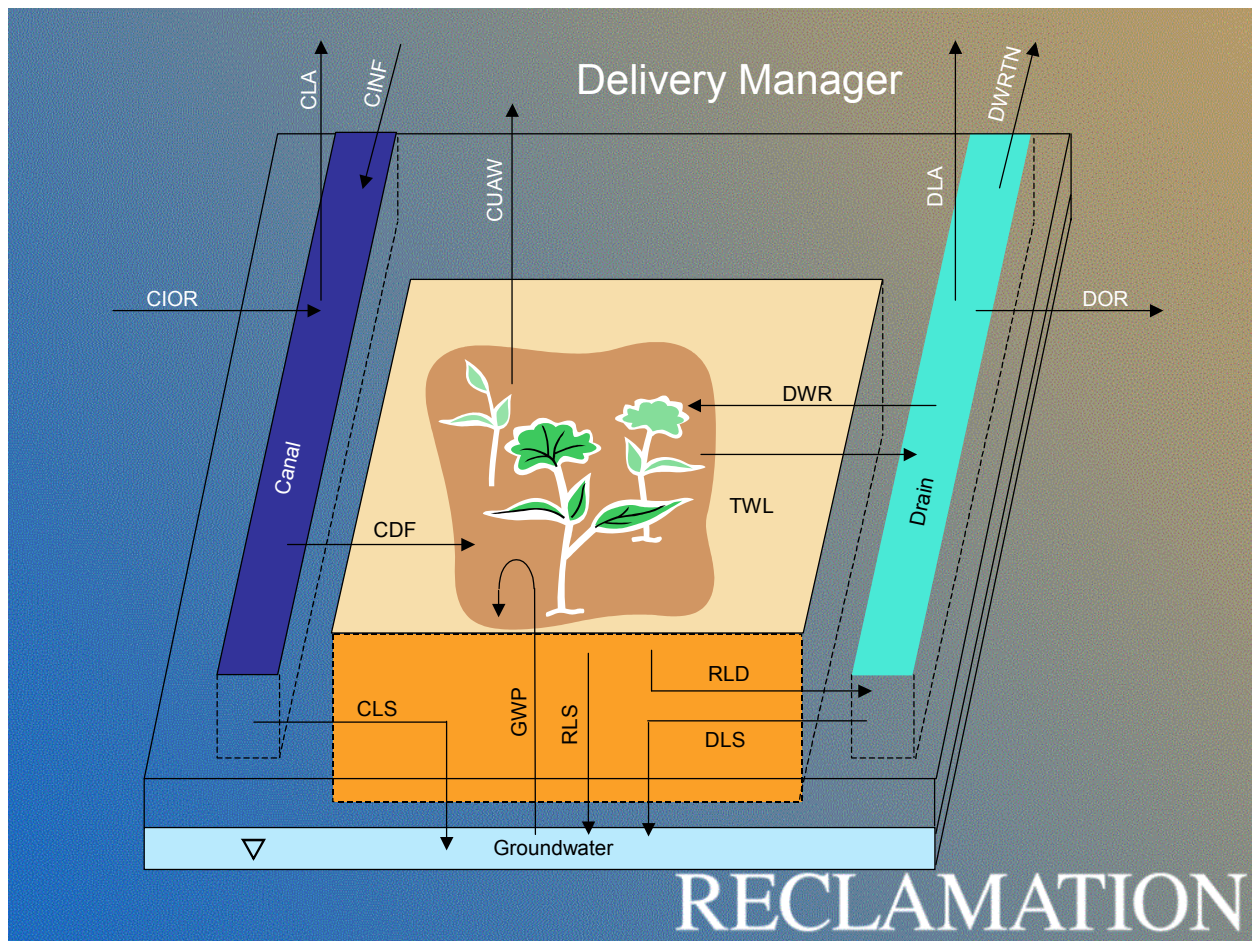 Delivery Manager
CLA
CINF
CUAW
DLA
DWRTN
CIOR
DOR
DWR
Canal
TWL
Drain
CDF
RLD
CLS
GWP
RLS
DLS
Groundwater
RECLAMATION